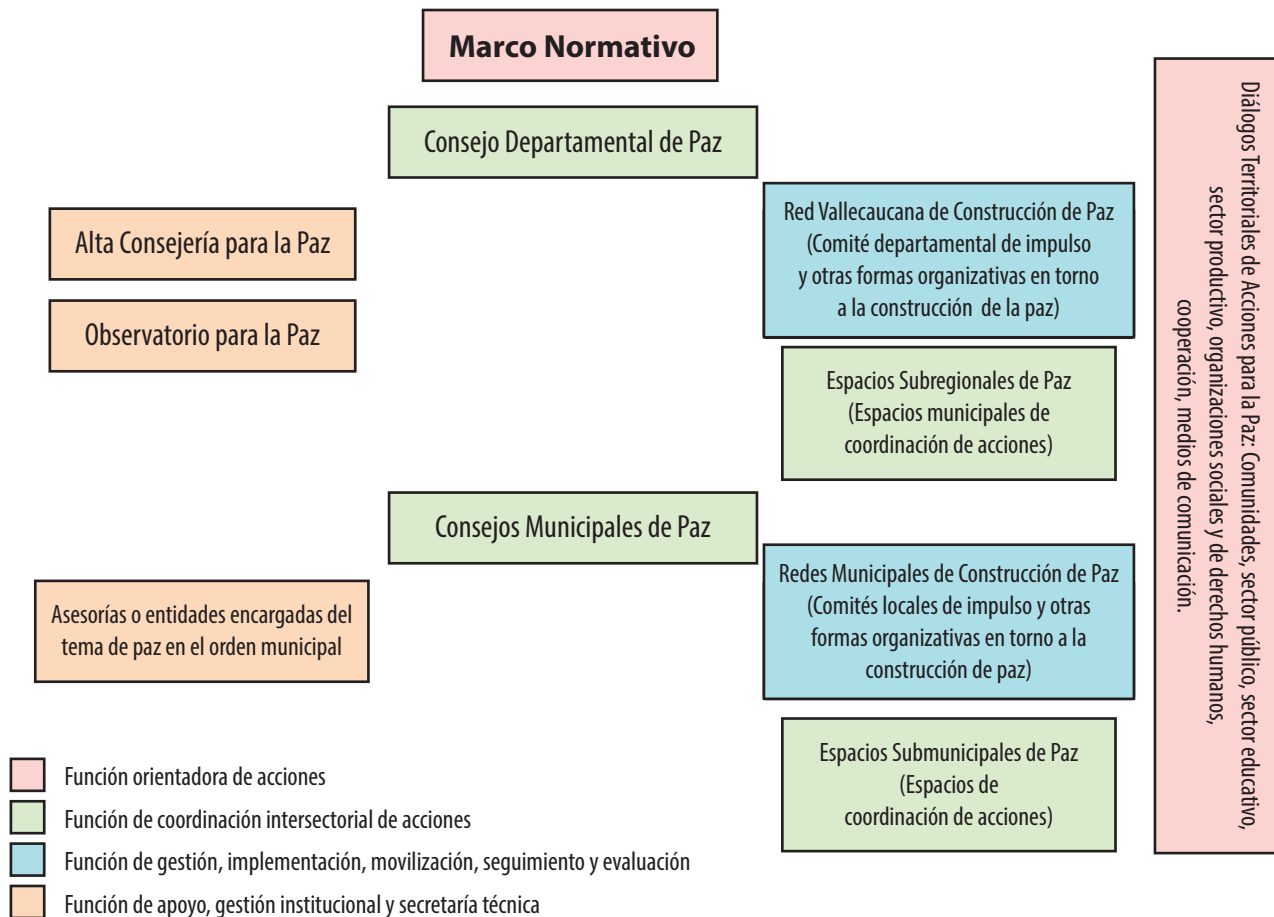 Marco Normativo
Consejo Departamental de Paz
Alta Consejería para la Paz
Observatorio para la Paz
Red Vallecaucana de Construcción de Paz
(Comité departamental de impulso
y otras formas organizativas en torno
a la construcción de la paz)
Espacios Subregionales de Paz
(Espacios municipales de
coordinación de acciones)
Consejos Municipales de Paz
Asesorías o entidades encargadas del
tema de paz en el orden municipal
Redes Municipales de Construcción de Paz
(Comités locales de impulso y otras
formas organizativas en torno a la
construcción de paz)
Espacios Submunicipales de Paz
(Espacios de
coordinación de acciones)
Diálogos Territoriales de Acciones para la Paz: Comunidades, sector público, sector educativo,
sector productivo, organizaciones sociales y de derechos humanos,
cooperación, medios de comunicación.
Función orientadora de acciones
Función de coordinación intersectorial de acciones
Función de gestión, implementación, movilización, seguimiento y evaluación
Función de apoyo, gestión institucional y secretaría técnica